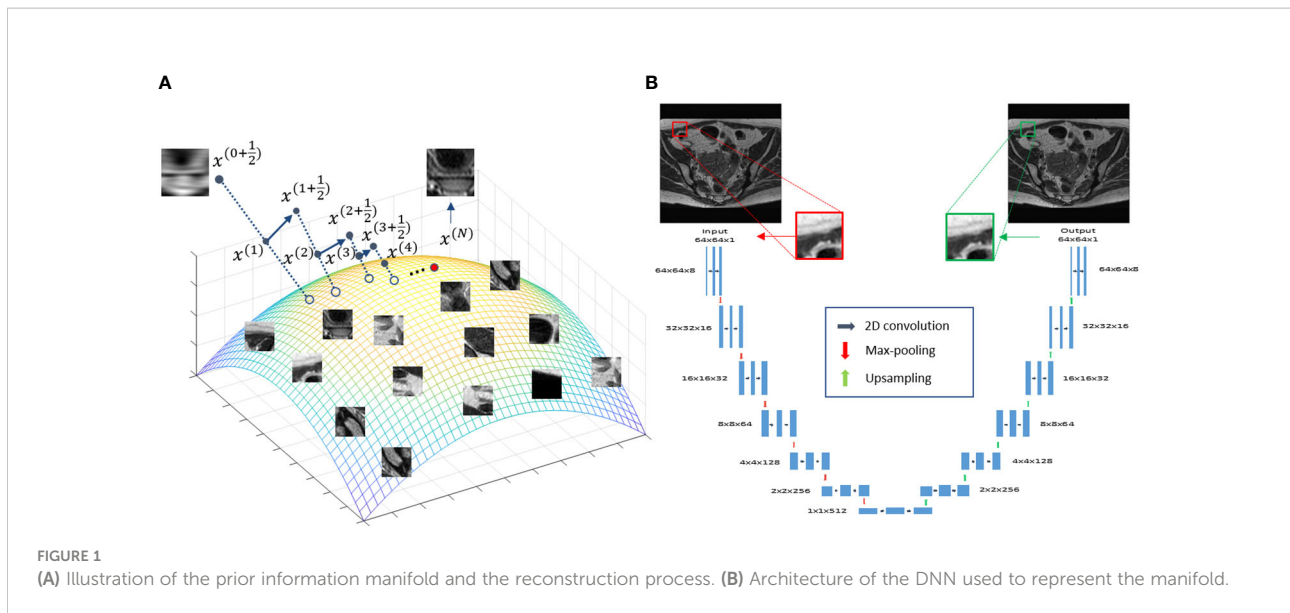 A
x^(0+1/2)
x^(1+1/2)
x^(2+1/2)
x^(3+1/2)
x^(1)
x^(2)
x^(3)
x^(4)
x^(N)
B
Input
64x64x1
64x64x8
32x32x16
16x16x32
8x8x64
4x4x128
2x2x256
1x1x512
Output
64x64x1
64x64x8
32x32x16
16x16x32
8x8x64
4x4x128
2x2x256
2D convolution
Max-pooling
Upsampling
FIGURE 1
(A) Illustration of the prior information manifold and the reconstruction process. (B) Architecture of the DNN used to represent the manifold.